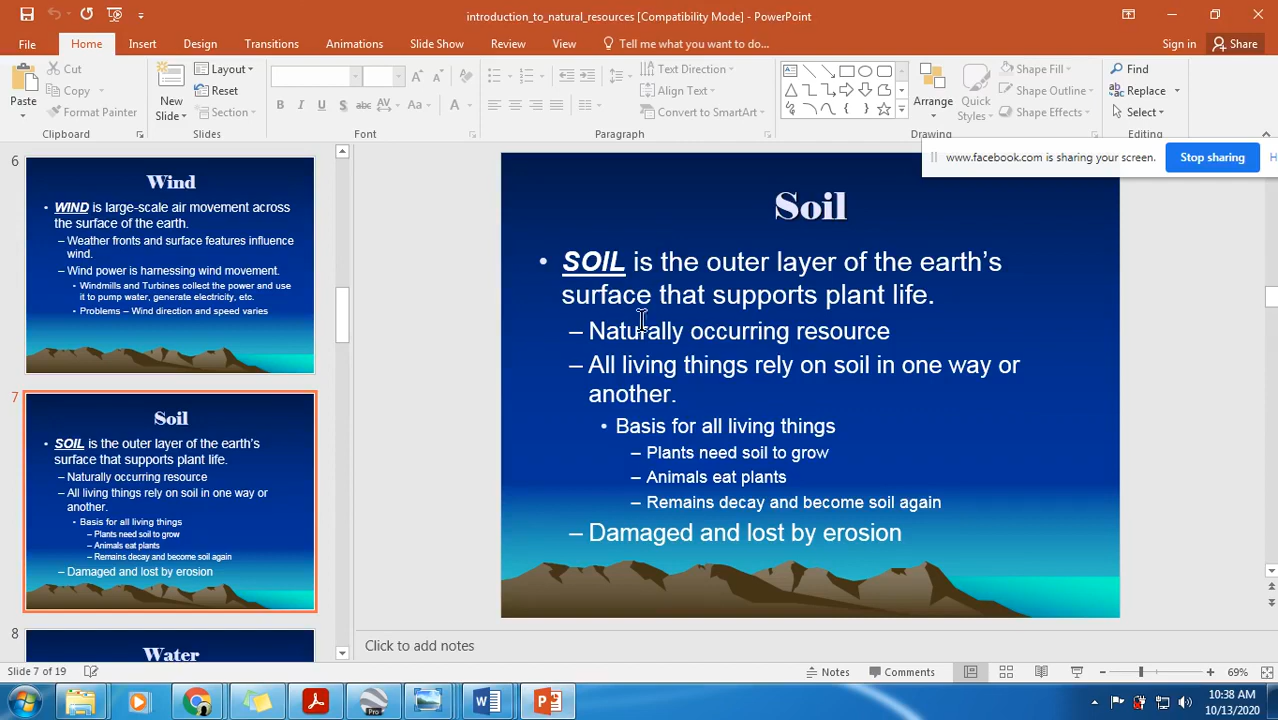 introduction_to_natural_resources [Compatibility Mode] - PowerPoint
File Home Insert Design Transitions Animations Slide Show Review View Tell me what you want to do... Sign in Share
Cut
Copy
Format Painter
Paste
Clipboard
New Slide
Layout
Reset
Section
Slides
B I U S abc AV Aa A
Font
Text Direction
Align Text
Convert to SmartArt
Paragraph
Arrange
Quick Styles
Shape Fill
Shape Outline
Shape Effects
Drawing
Find
Replace
Select
Editing
www.facebook.com is sharing your screen. Stop sharing H
6
Wind
• WIND is large-scale air movement across
the surface of the earth.
– Weather fronts and surface features influence
wind.
– Wind power is harnessing wind movement.
• Windmills and Turbines collect the power and use
it to pump water, generate electricity, etc.
• Problems – Wind direction and speed varies
7
Soil
• SOIL is the outer layer of the earth's
surface that supports plant life.
– Naturally occurring resource
– All living things rely on soil in one way or
another.
• Basis for all living things
– Plants need soil to grow
– Animals eat plants
– Remains decay and become soil again
– Damaged and lost by erosion
8
Water
Soil
• SOIL is the outer layer of the earth's
surface that supports plant life.
– Naturally occurring resource
– All living things rely on soil in one way or
another.
• Basis for all living things
– Plants need soil to grow
– Animals eat plants
– Remains decay and become soil again
– Damaged and lost by erosion
Click to add notes
Slide 7 of 19 Notes Comments 69%
Pro
10:38 AM
10/13/2020